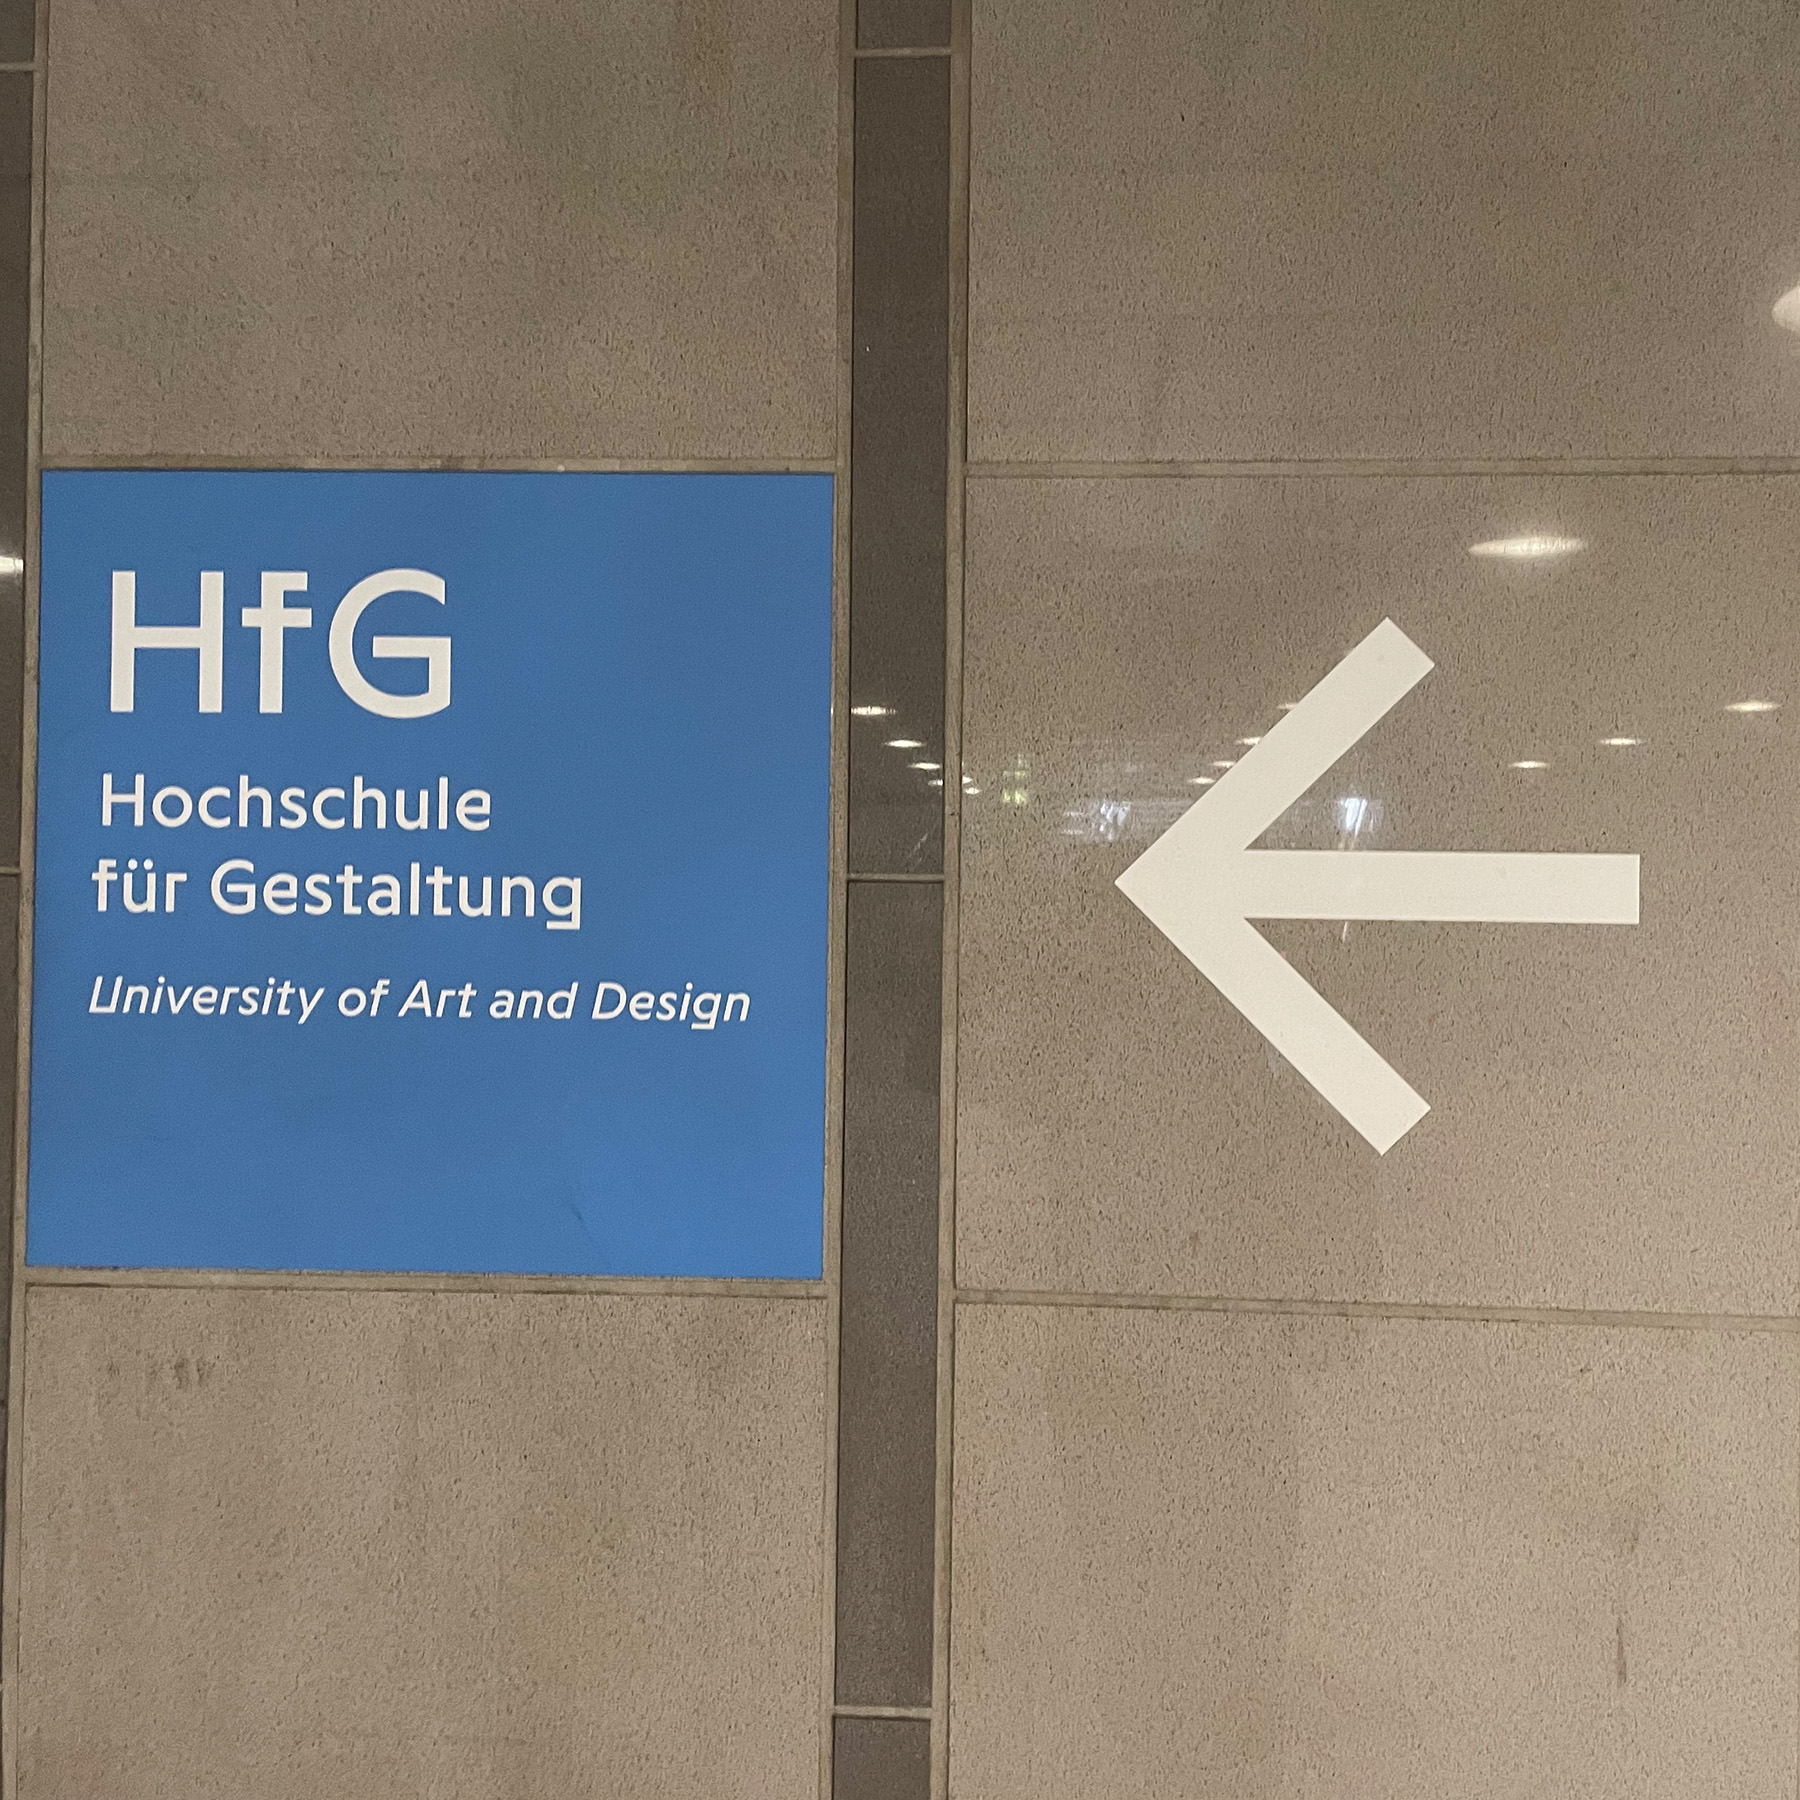 HfG
Hochschule
für Gestaltung
University of Art and Design